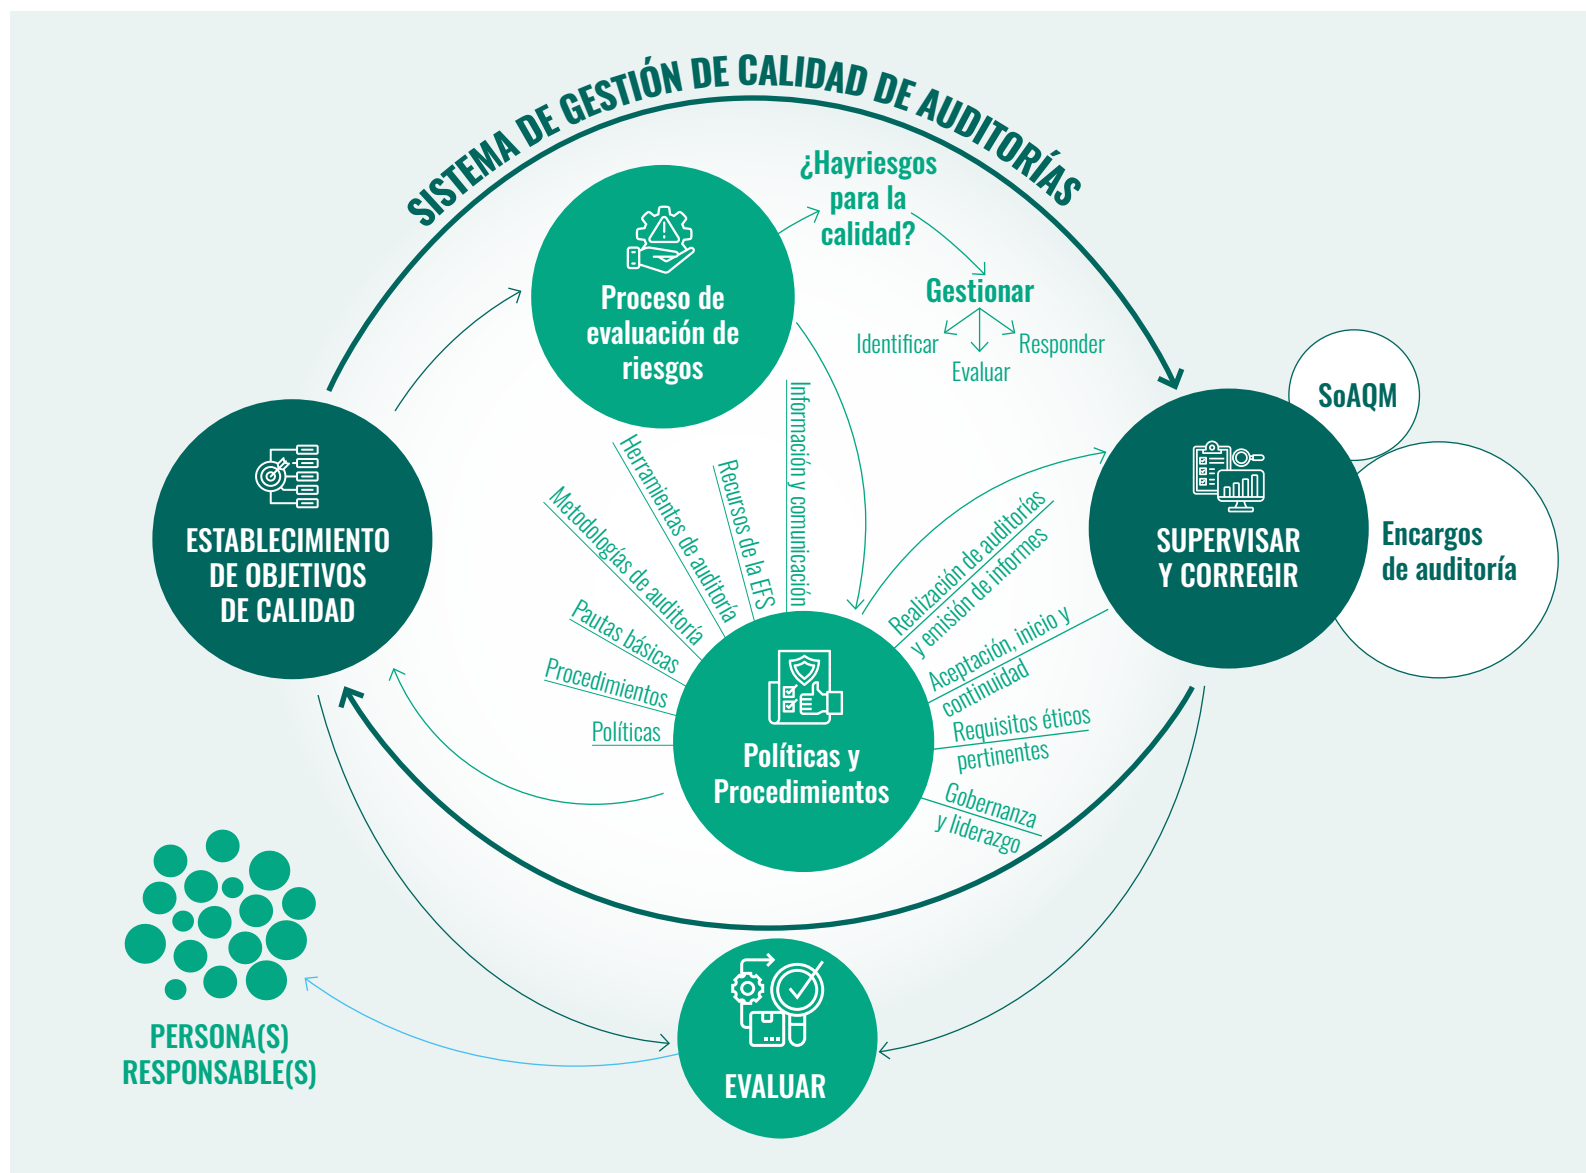 SISTEMA DE GESTIÓN DE CALIDAD DE AUDITORÍAS
¿Hayriesgos
para la
calidad?
Proceso de
evaluación de
riesgos
Gestionar
Identificar
Evaluar
Responder
SoAQM
Encargos
de auditoría
SUPERVISAR
Y CORREGIR
ESTABLECIMIENTO
DE OBJETIVOS
DE CALIDAD
Información y comunicación
Recursos de la EFS
Herramientas de auditoría
Metodologías de auditoría
Pautas básicas
Procedimientos
Políticas
Realización de auditorías
y emisión de informes
Aceptación, inicio y
continuidad
Requisitos éticos
pertinentes
Gobernanza
y liderazgo
Políticas y
Procedimientos
PERSONA(S)
RESPONSABLE(S)
EVALUAR